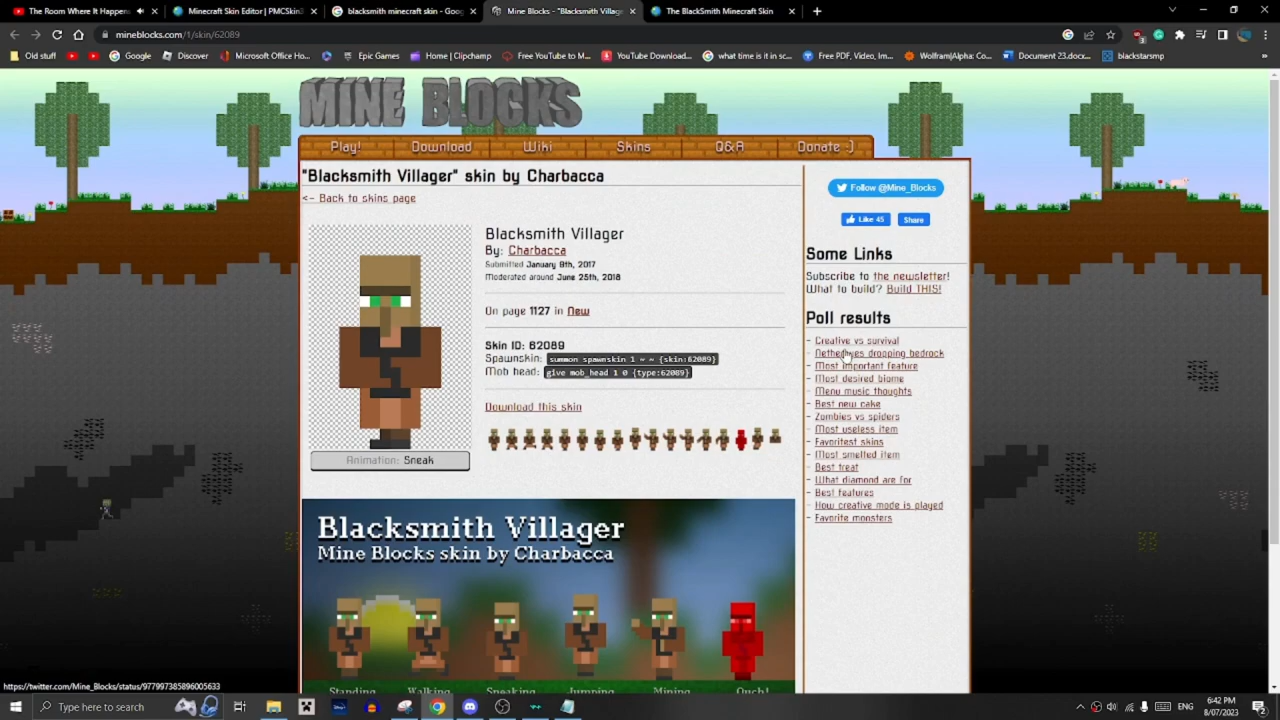 The Room Where It Happens
Minecraft Skin Editor | PMCSkin3
blacksmith minecraft skin - Goog
Mine Blocks - "Blacksmith Villager"
The BlackSmith Minecraft Skin
mineblocks.com/1/skin/62089
Old stuff
Google
Discover
Microsoft Office Ho...
Epic Games
Home | Clipchamp
YouTube Free to M...
YouTube Download...
what time is it in sc...
Free PDF, Video, Im...
Wolfram|Alpha: Co...
Document 23.docx...
blackstarsmp
MINE BLOCKS
Play!
Download
Wiki
Skins
Q&A
Donate :)
"Blacksmith Villager" skin by Charbacca
<- Back to skins page
Blacksmith Villager
By: Charbacca
Submitted January 8th, 2017
Moderated around June 25th, 2018
On page 1127 in New
Skin ID: 62089
Spawnskin: summon spawnskin 1 ~ ~ {skin:62089}
Mob head: give mob_head 1 0 {type:62089}
Download this skin
Animation: Sneak
Blacksmith Villager
Mine Blocks skin by Charbacca
Standing
Walking
Sneaking
Jumping
Mining
Ouch!
Follow @Mine_Blocks
Like 45
Share
Some Links
Subscribe to the newsletter!
What to build? Build THIS!
Poll results
- Creative vs survival
dropping bedrock
- Most important feature
- Most desired biome
- Menu music thoughts
- Best new cake
- Zombies vs spiders
- Most useless item
- Favoritest skins
- Most smelted item
- Best treat
- What diamond are for
- Best features
- How creative mode is played
- Favorite monsters
https://twitter.com/Mine_Blocks/status/977997385896005633
Type here to search
ENG
6:42 PM
8/07/2023